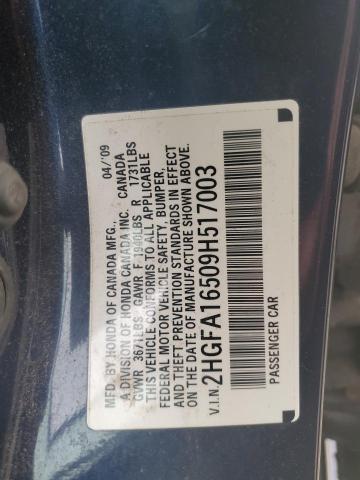 MFD. BY HONDA OF CANADA MFG., 04/'09
A DIVISION OF HONDA CANADA INC. CANADA
GVWR 3671LBS GAWR F 1940LBS R 1731LBS
THIS VEHICLE CONFORMS TO ALL APPLICABLE
FEDERAL MOTOR VEHICLE SAFETY, BUMPER,
AND THEFT PREVENTION STANDARDS IN EFFECT
ON THE DATE OF MANUFACTURE SHOWN ABOVE.
V.I.N. 2HGFA16509H517003
PASSENGER CAR